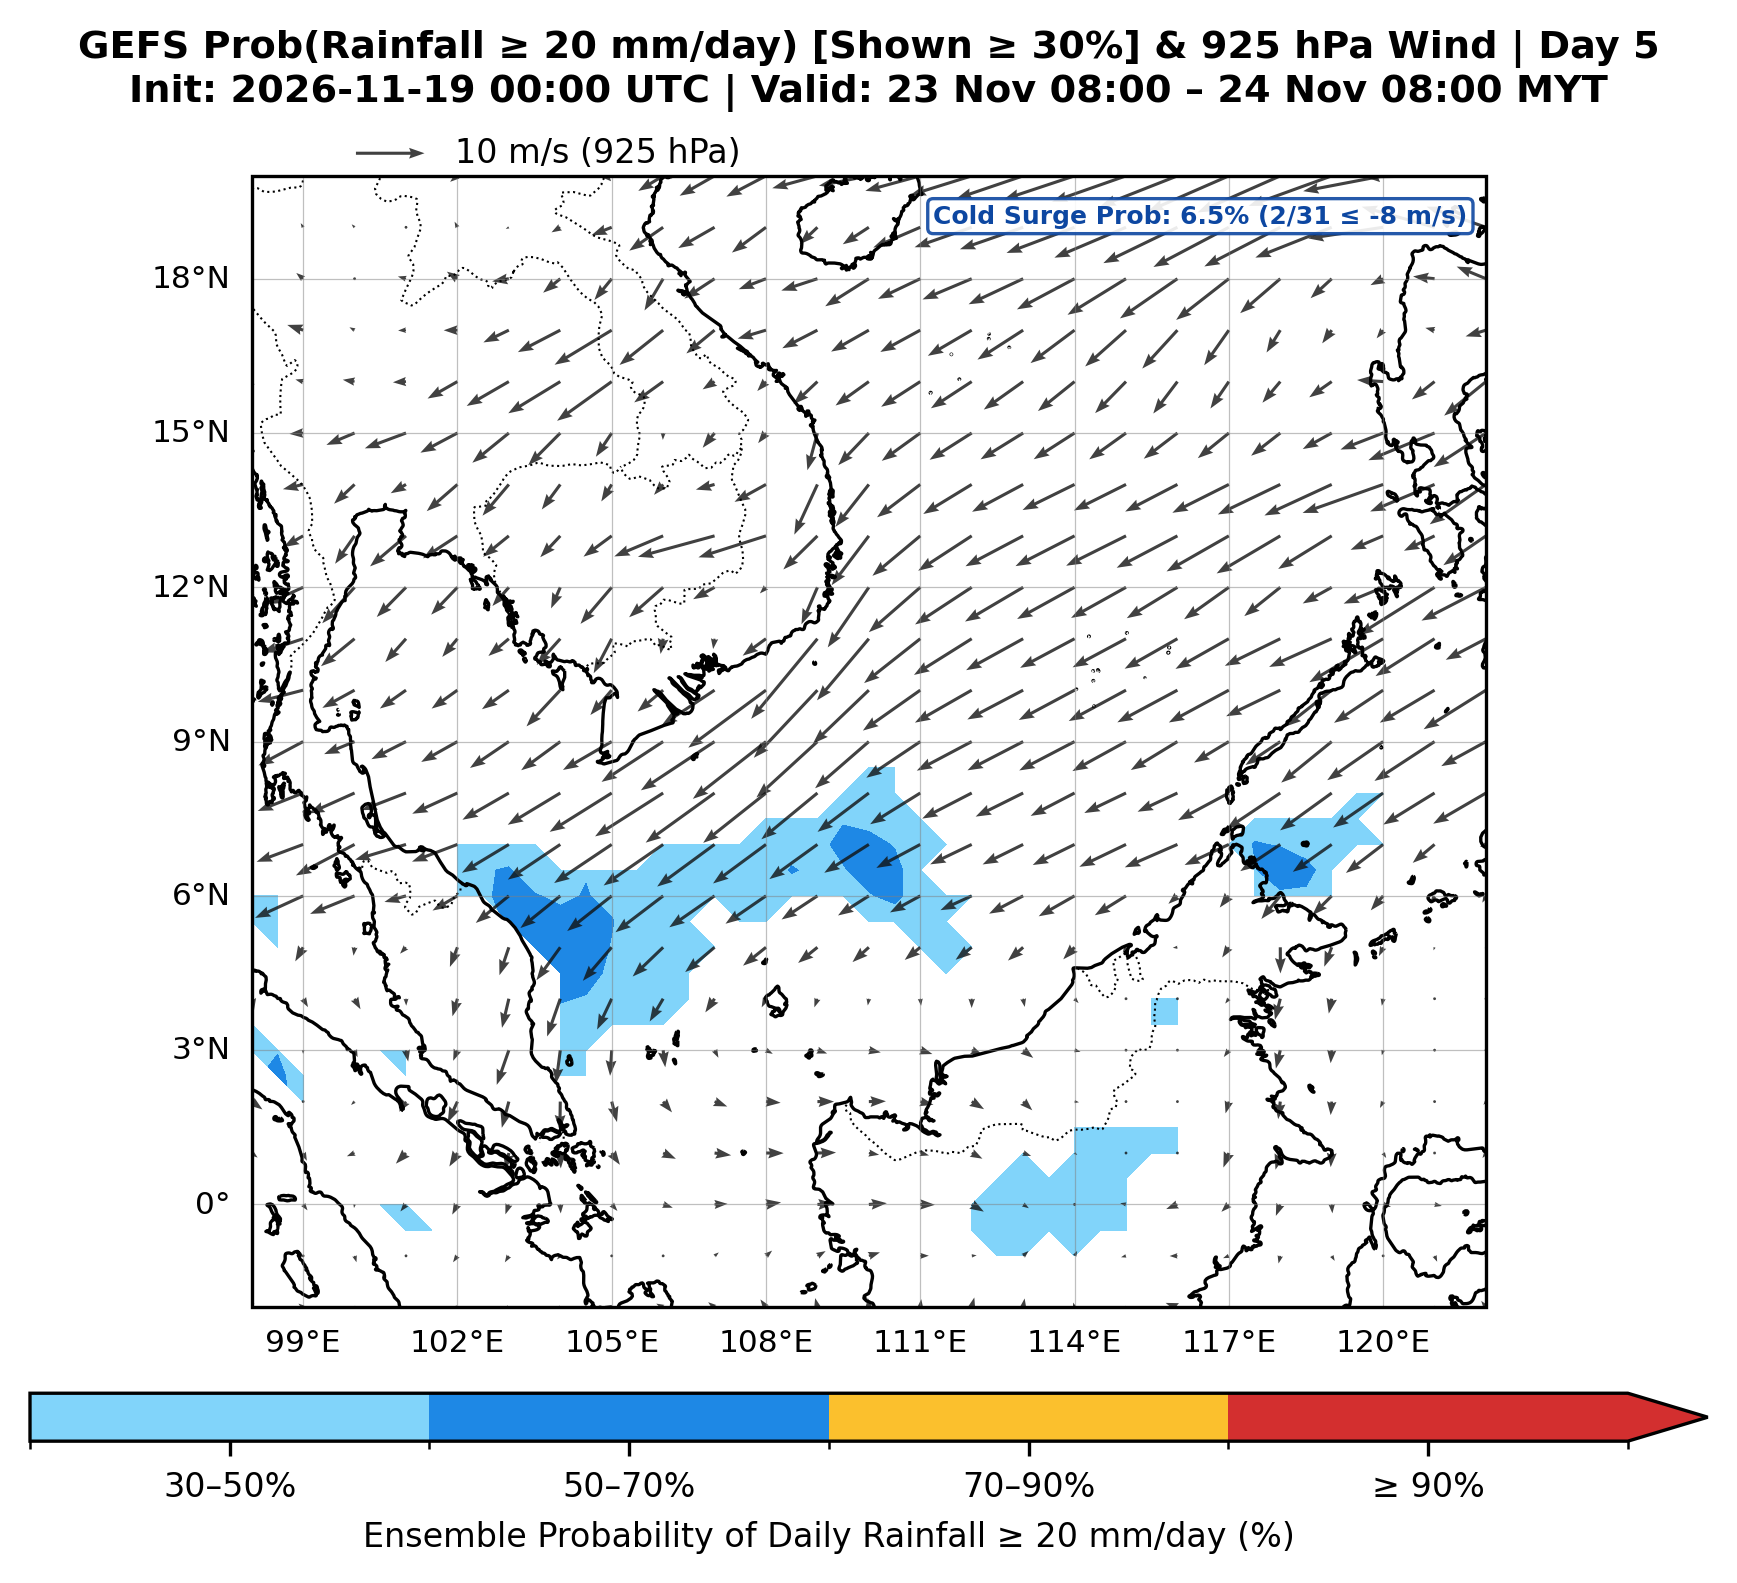 GEFS Prob(Rainfall ≥ 20 mm/day) [Shown ≥ 30%] & 925 hPa Wind | Day 5
Init: 2026-11-19 00:00 UTC | Valid: 23 Nov 08:00 – 24 Nov 08:00 MYT
10 m/s (925 hPa)
Cold Surge Prob: 6.5% (2/31 ≤ -8 m/s)
18°N
15°N
12°N
9°N
6°N
3°N
0°
99°E 102°E 105°E 108°E 111°E 114°E 117°E 120°E
30–50% 50–70% 70–90% ≥ 90%
Ensemble Probability of Daily Rainfall ≥ 20 mm/day (%)